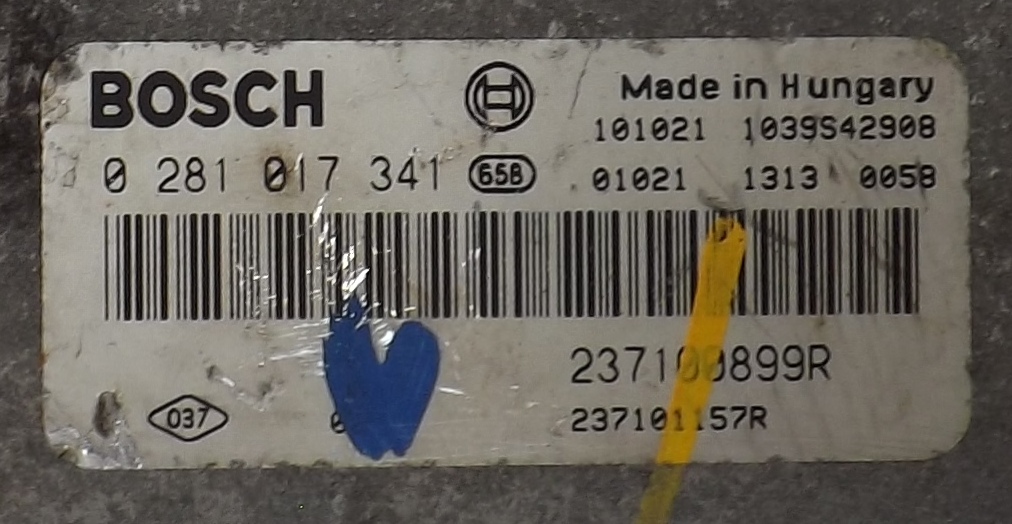 BOSCH
Made in Hungary
101021 1039S42908
0 281 017 341 658
01021 1313 0058
237100899R
037
237101157R